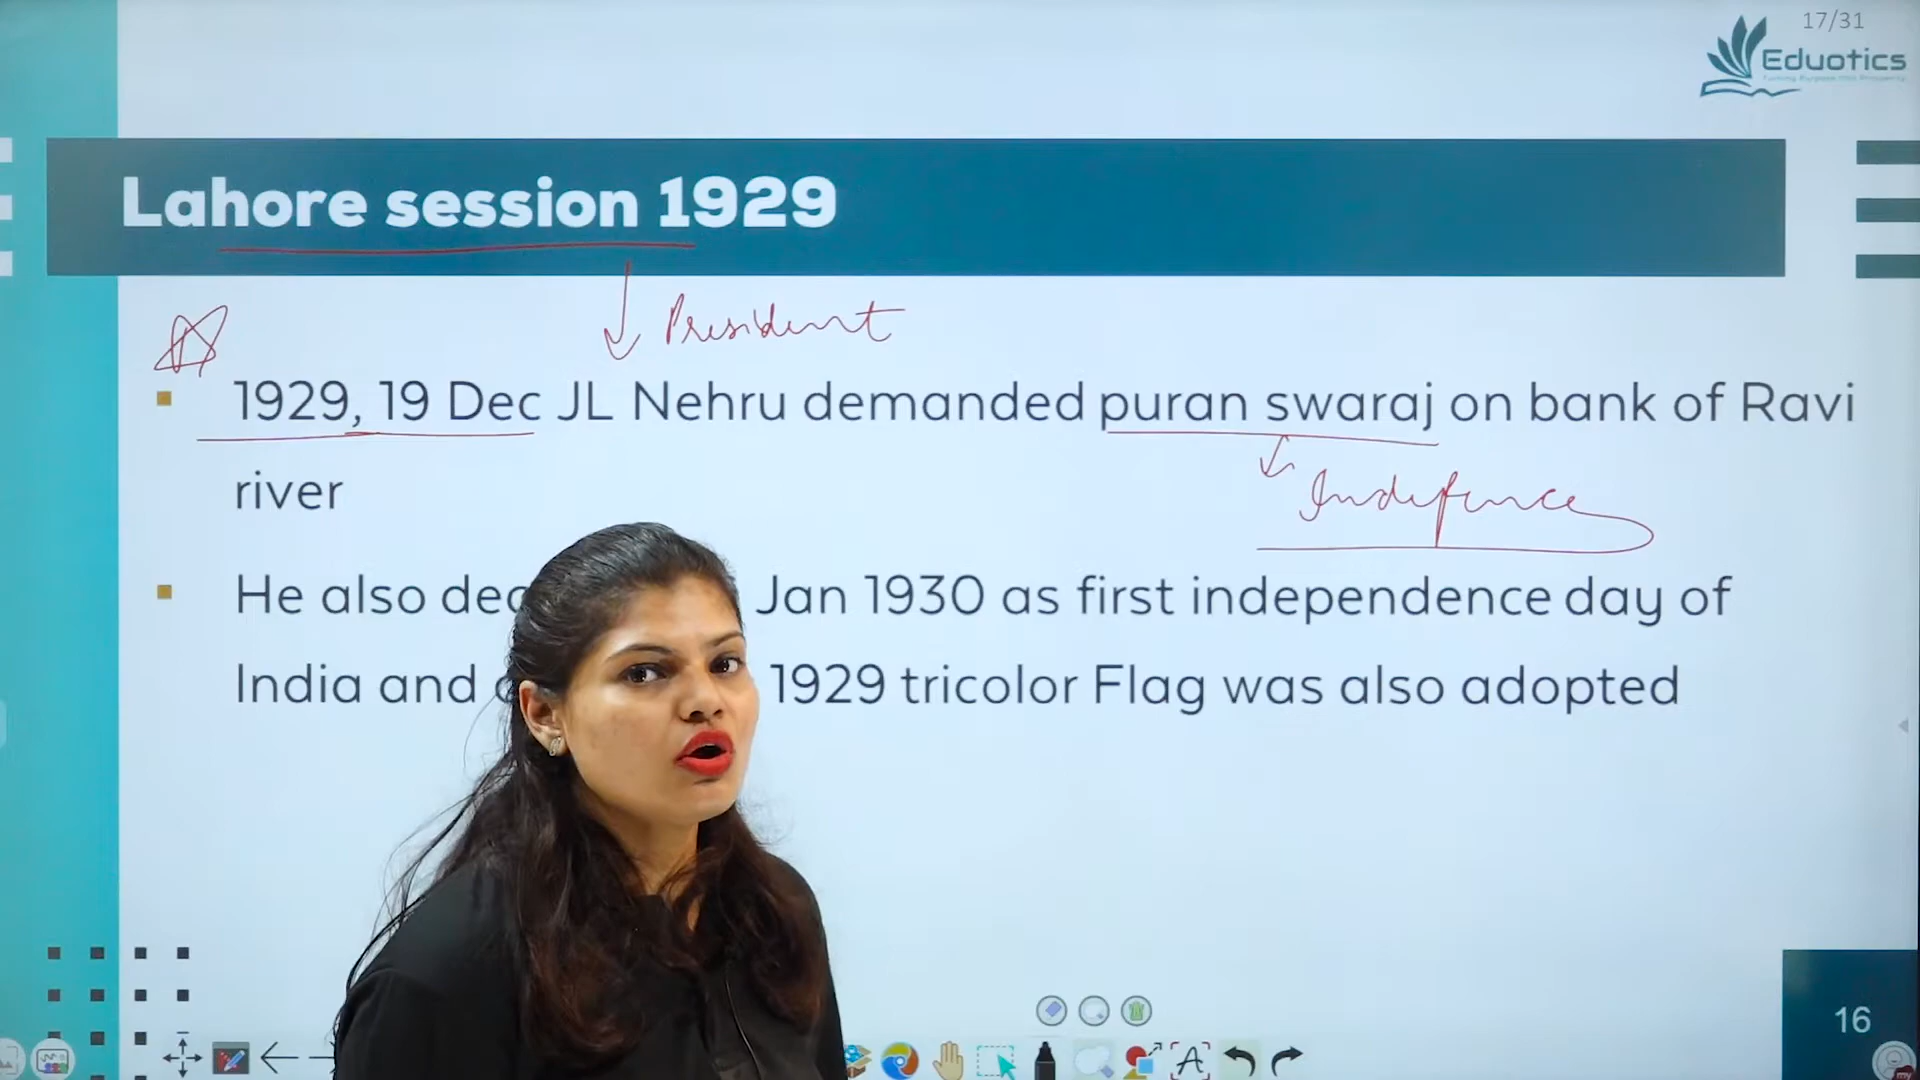 17/31
Eduotics
Lahore session 1929
President
1929, 19 Dec JL Nehru demanded puran swaraj on bank of Ravi
river
He also Jan 1930 as first independence day of
India and 1929 tricolor Flag was also adopted
16